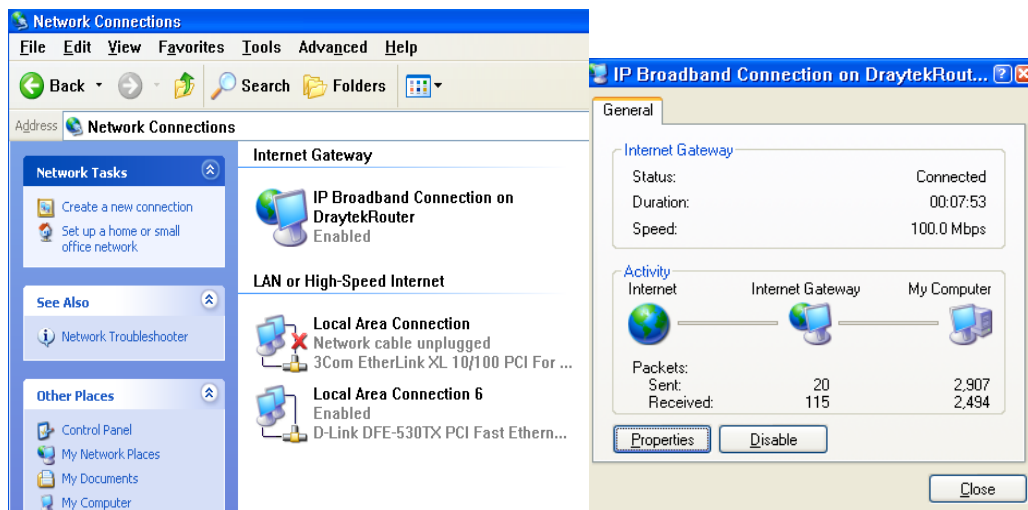 Network Connections
File Edit View Favorites Tools Advanced Help
Back Search Folders
Address Network Connections
Network Tasks
Create a new connection
Set up a home or small
office network
See Also
Network Troubleshooter
Other Places
Control Panel
My Network Places
My Documents
My Computer
Internet Gateway
IP Broadband Connection on
DraytekRouter
Enabled
LAN or High-Speed Internet
Local Area Connection
Network cable unplugged
3Com EtherLink XL 10/100 PCI For ...
Local Area Connection 6
Enabled
D-Link DFE-530TX PCI Fast Ethern...
IP Broadband Connection on DraytekRout...
General
Internet Gateway
Status: Connected
Duration: 00:07:53
Speed: 100.0 Mbps
Activity
Internet Internet Gateway My Computer
Packets:
Sent: 20 2,907
Received: 115 2,494
Properties Disable
Close